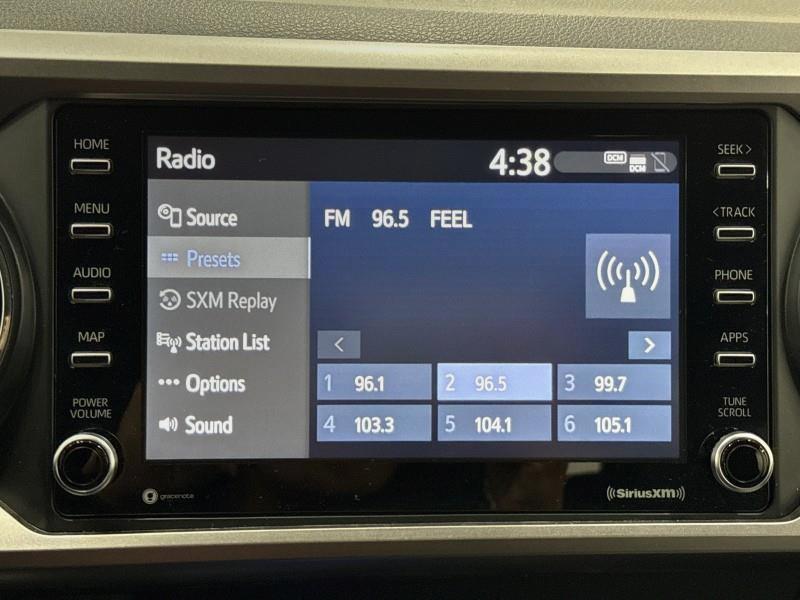 HOME
MENU
AUDIO
MAP
POWER
VOLUME
Radio
4:38
DCM
DCM
Source
Presets
SXM Replay
Station List
Options
Sound
FM 96.5 FEEL
<
>
1 96.1
2 96.5
3 99.7
4 103.3
5 104.1
6 105.1
SEEK >
< TRACK
PHONE
APPS
TUNE
SCROLL
gracenote
((SiriusXM))